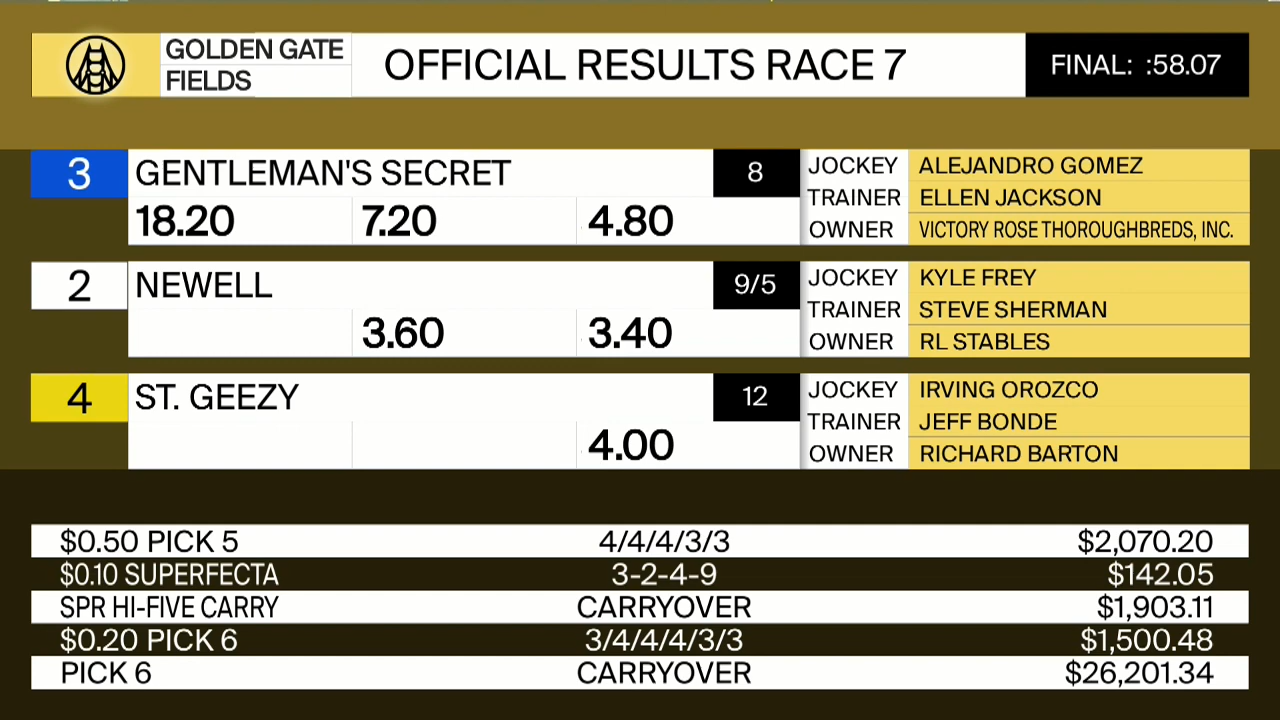 GOLDEN GATE
FIELDS
OFFICIAL RESULTS RACE 7
FINAL: :58.07
3 GENTLEMAN'S SECRET 8
18.20 7.20 4.80
JOCKEY ALEJANDRO GOMEZ
TRAINER ELLEN JACKSON
OWNER VICTORY ROSE THOROUGHBREDS, INC.
2 NEWELL 9/5
3.60 3.40
JOCKEY KYLE FREY
TRAINER STEVE SHERMAN
OWNER RL STABLES
4 ST. GEEZY 12
4.00
JOCKEY IRVING OROZCO
TRAINER JEFF BONDE
OWNER RICHARD BARTON
$0.50 PICK 5 4/4/4/3/3 $2,070.20
$0.10 SUPERFECTA 3-2-4-9 $142.05
SPR HI-FIVE CARRY CARRYOVER $1,903.11
$0.20 PICK 6 3/4/4/4/3/3 $1,500.48
PICK 6 CARRYOVER $26,201.34